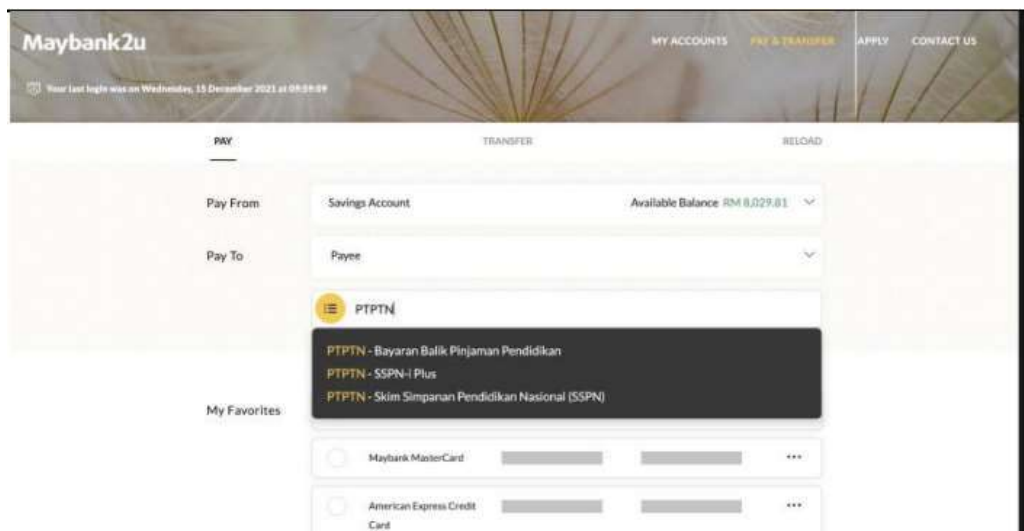 Maybank2u
MY ACCOUNTS PAY & TRANSFER APPLY CONTACT US
Your last login was on Wednesday, 15 December 2021 at 09:59:09
PAY TRANSFER RELOAD
Pay From Savings Account Available Balance RM 8,029.81
Pay To Payee
PTPTN
PTPTN - Bayaran Balik Pinjaman Pendidikan
PTPTN - SSPN-i Plus
PTPTN - Skim Simpanan Pendidikan Nasional (SSPN)
My Favorites
Maybank MasterCard
American Express Credit
Card